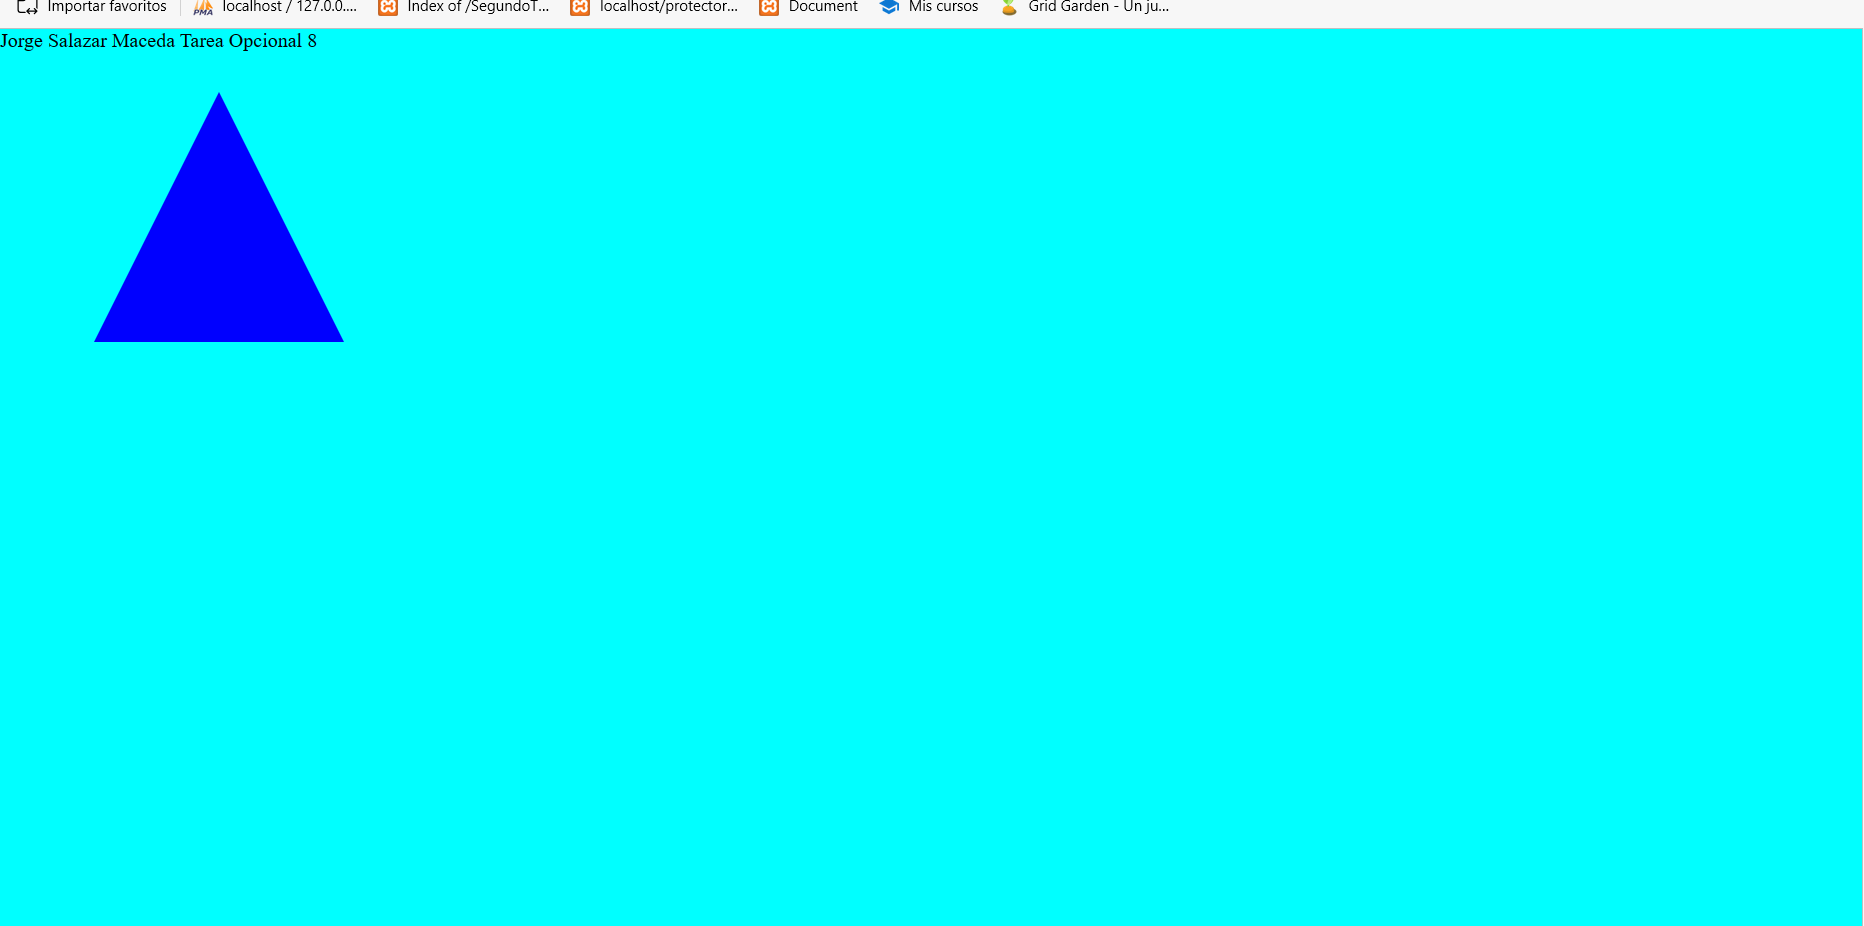 Importar favoritos localhost / 127.0.0.... Index of /SegundoT... localhost/protector... Document Mis cursos Grid Garden - Un ju...
PMA
Jorge Salazar Maceda Tarea Opcional 8